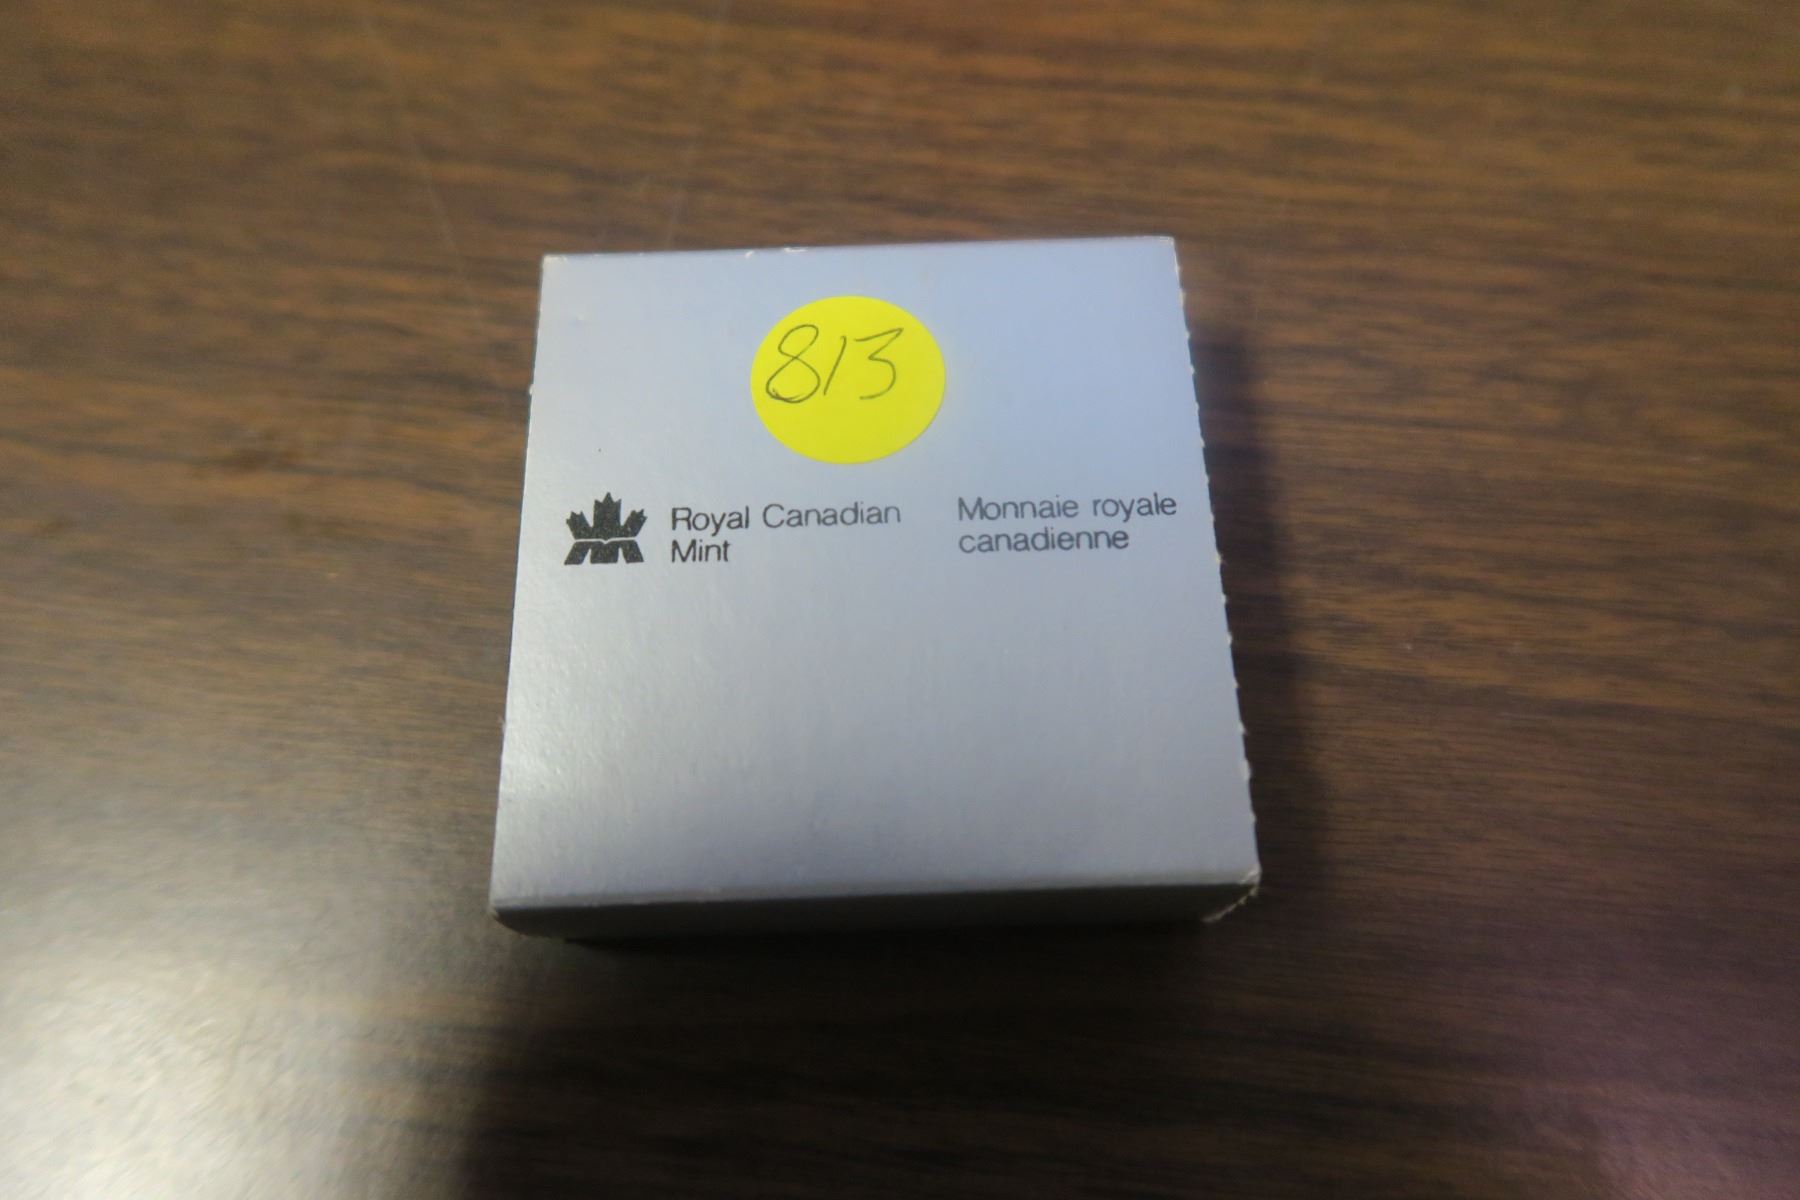 813
Royal Canadian
Mint
Monnaie royale
canadienne